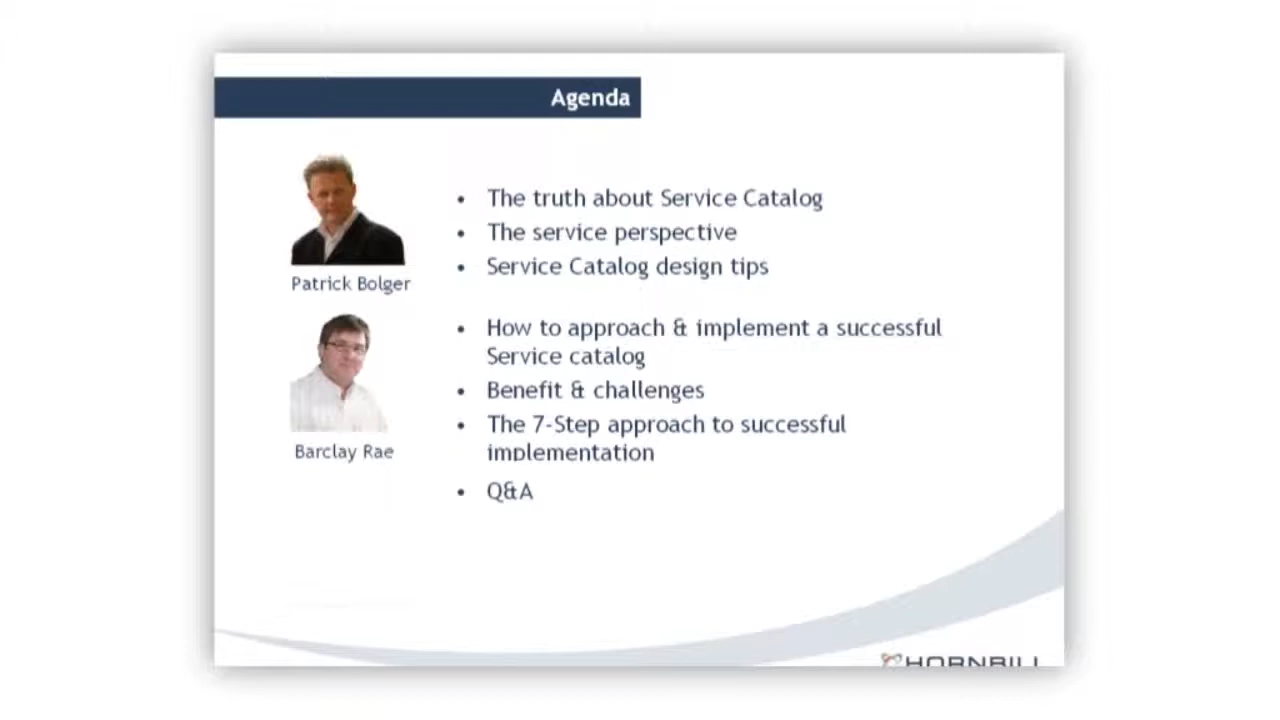 Agenda
• The truth about Service Catalog
• The service perspective
• Service Catalog design tips
Patrick Bolger
• How to approach & implement a successful
Service catalog
• Benefit & challenges
• The 7-Step approach to successful
implementation
Barclay Rae
• Q&A
HORNBILL